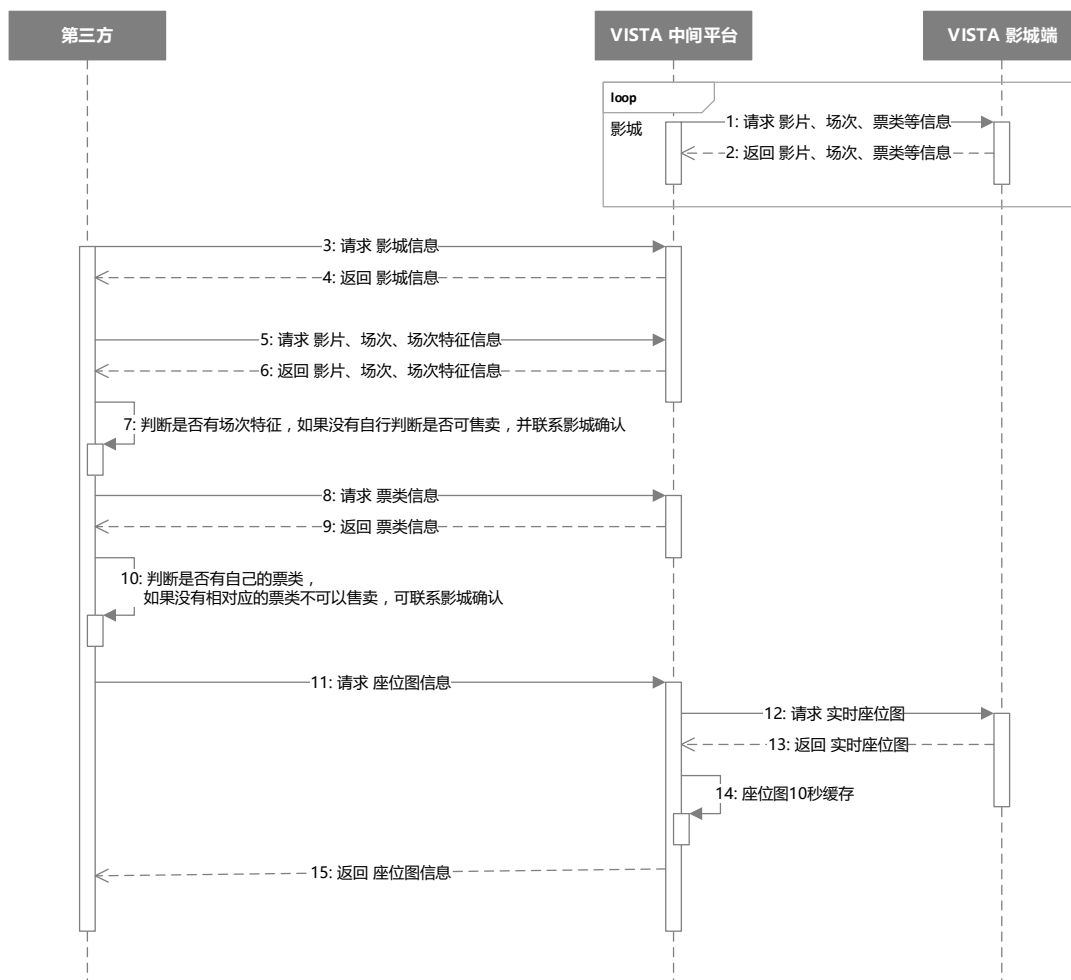 第三方
VISTA 中间平台
VISTA 影城端
loop
影城
1: 请求 影片、场次、票类等信息
2: 返回 影片、场次、票类等信息
3: 请求 影城信息
4: 返回 影城信息
5: 请求 影片、场次、场次特征信息
6: 返回 影片、场次、场次特征信息
7: 判断是否有场次特征，如果没有自行判断是否可售卖，并联系影城确认
8: 请求 票类信息
9: 返回 票类信息
10: 判断是否有自己的票类，
如果没有相对应的票类不可以售卖，可联系影城确认
11: 请求 座位图信息
12: 请求 实时座位图
13: 返回 实时座位图
14: 座位图10秒缓存
15: 返回 座位图信息